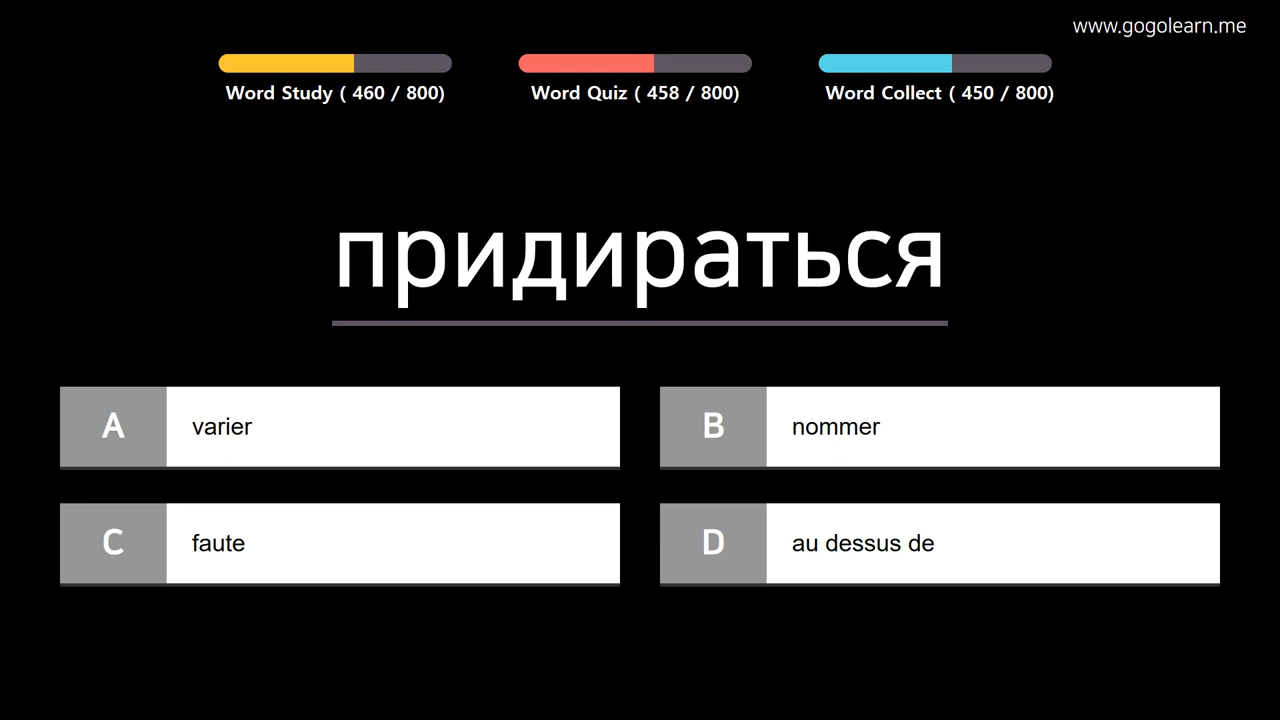 www.gogolearn.me
Word Study ( 460 / 800)
Word Quiz ( 458 / 800)
Word Collect ( 450 / 800)
придираться
A varier
B nommer
C faute
D au dessus de